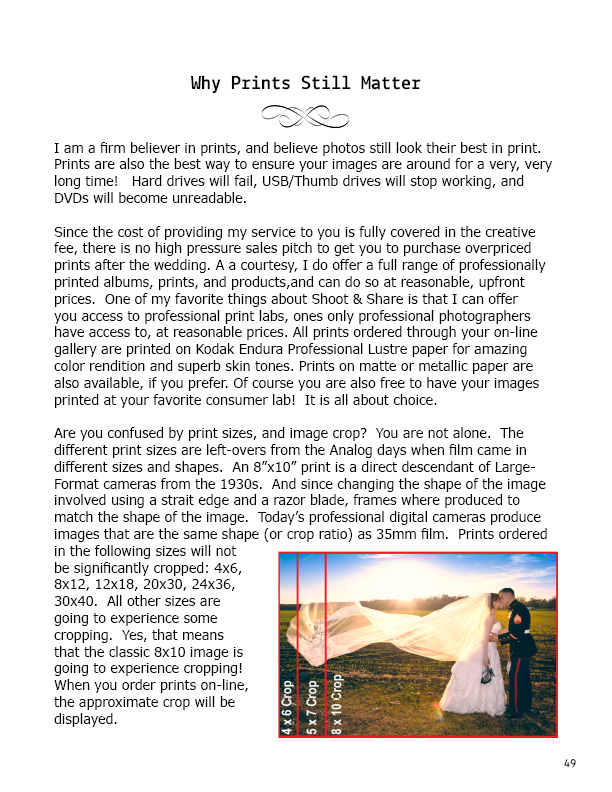 Why Prints Still Matter
I am a firm believer in prints, and believe photos still look their best in print.
Prints are also the best way to ensure your images are around for a very, very
long time!   Hard drives will fail, USB/Thumb drives will stop working, and
DVDs will become unreadable.
Since the cost of providing my service to you is fully covered in the creative
fee, there is no high pressure sales pitch to get you to purchase overpriced
prints after the wedding. A a courtesy, I do offer a full range of professionally
printed albums, prints, and products,and can do so at reasonable, upfront
prices.  One of my favorite things about Shoot & Share is that I can offer
you access to professional print labs, ones only professional photographers
have access to, at reasonable prices. All prints ordered through your on-line
gallery are printed on Kodak Endura Professional Lustre paper for amazing
color rendition and superb skin tones. Prints on matte or metallic paper are
also available, if you prefer. Of course you are also free to have your images
printed at your favorite consumer lab!  It is all about choice.
Are you confused by print sizes, and image crop?  You are not alone.  The
different print sizes are left-overs from the Analog days when film came in
different sizes and shapes.  An 8”x10” print is a direct descendant of Large-
Format cameras from the 1930s.  And since changing the shape of the image
involved using a strait edge and a razor blade, frames where produced to
match the shape of the image.  Today’s professional digital cameras produce
images that are the same shape (or crop ratio) as 35mm film.  Prints ordered
in the following sizes will not
be significantly cropped: 4x6,
8x12, 12x18, 20x30, 24x36,
30x40.  All other sizes are
going to experience some
cropping.  Yes, that means
that the classic 8x10 image is
going to experience cropping!
When you order prints on-line,
the approximate crop will be
displayed.
4 x 6 Crop
5 x 7 Crop
8 x 10 Crop
49